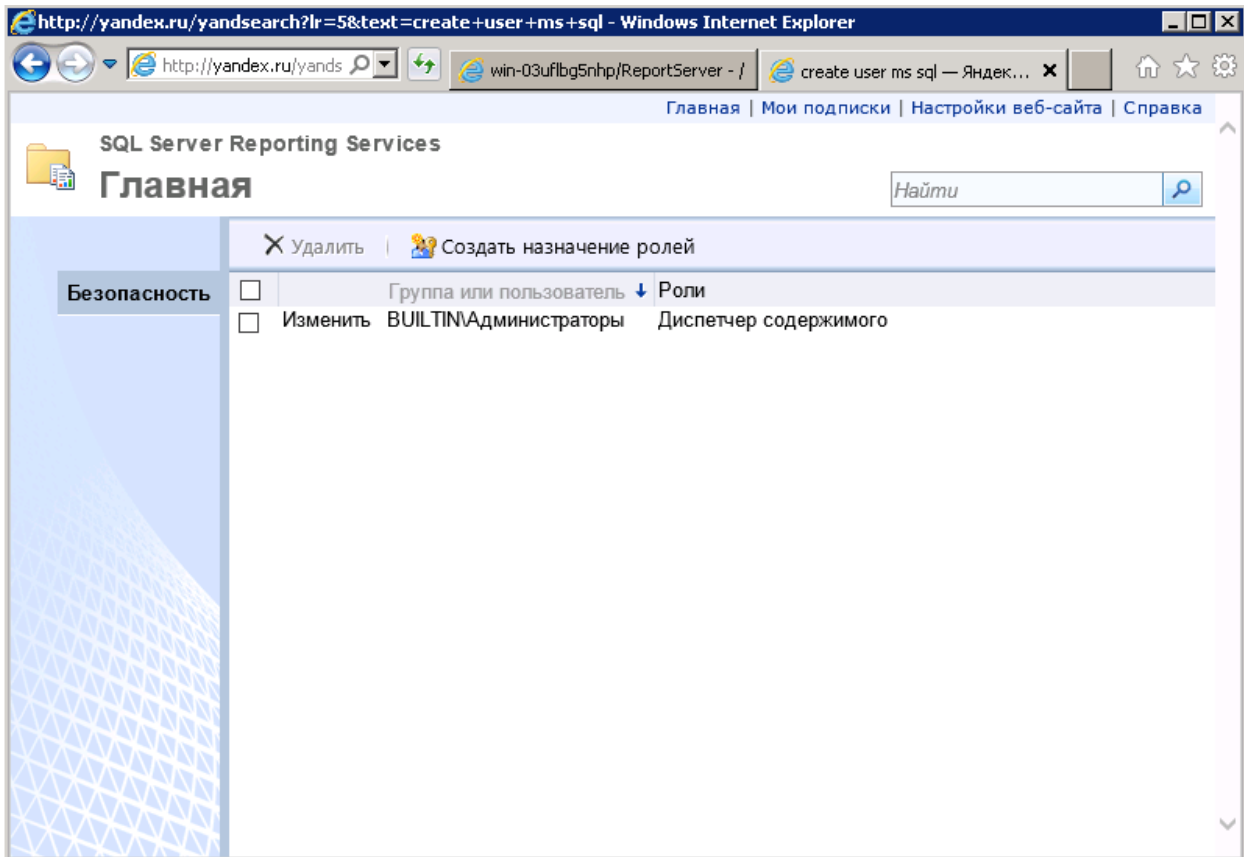 http://yandex.ru/yandsearch?lr=5&text=create+user+ms+sql - Windows Internet Explorer
http://yandex.ru/yands win-03uflbg5nhp/ReportServer - / create user ms sql — Яндек...
Главная | Мои подписки | Настройки веб-сайта | Справка
SQL Server Reporting Services
Главная
Найти
Удалить Создать назначение ролей
Безопасность
Группа или пользователь Роли
Изменить BUILTIN\Администраторы Диспетчер содержимого